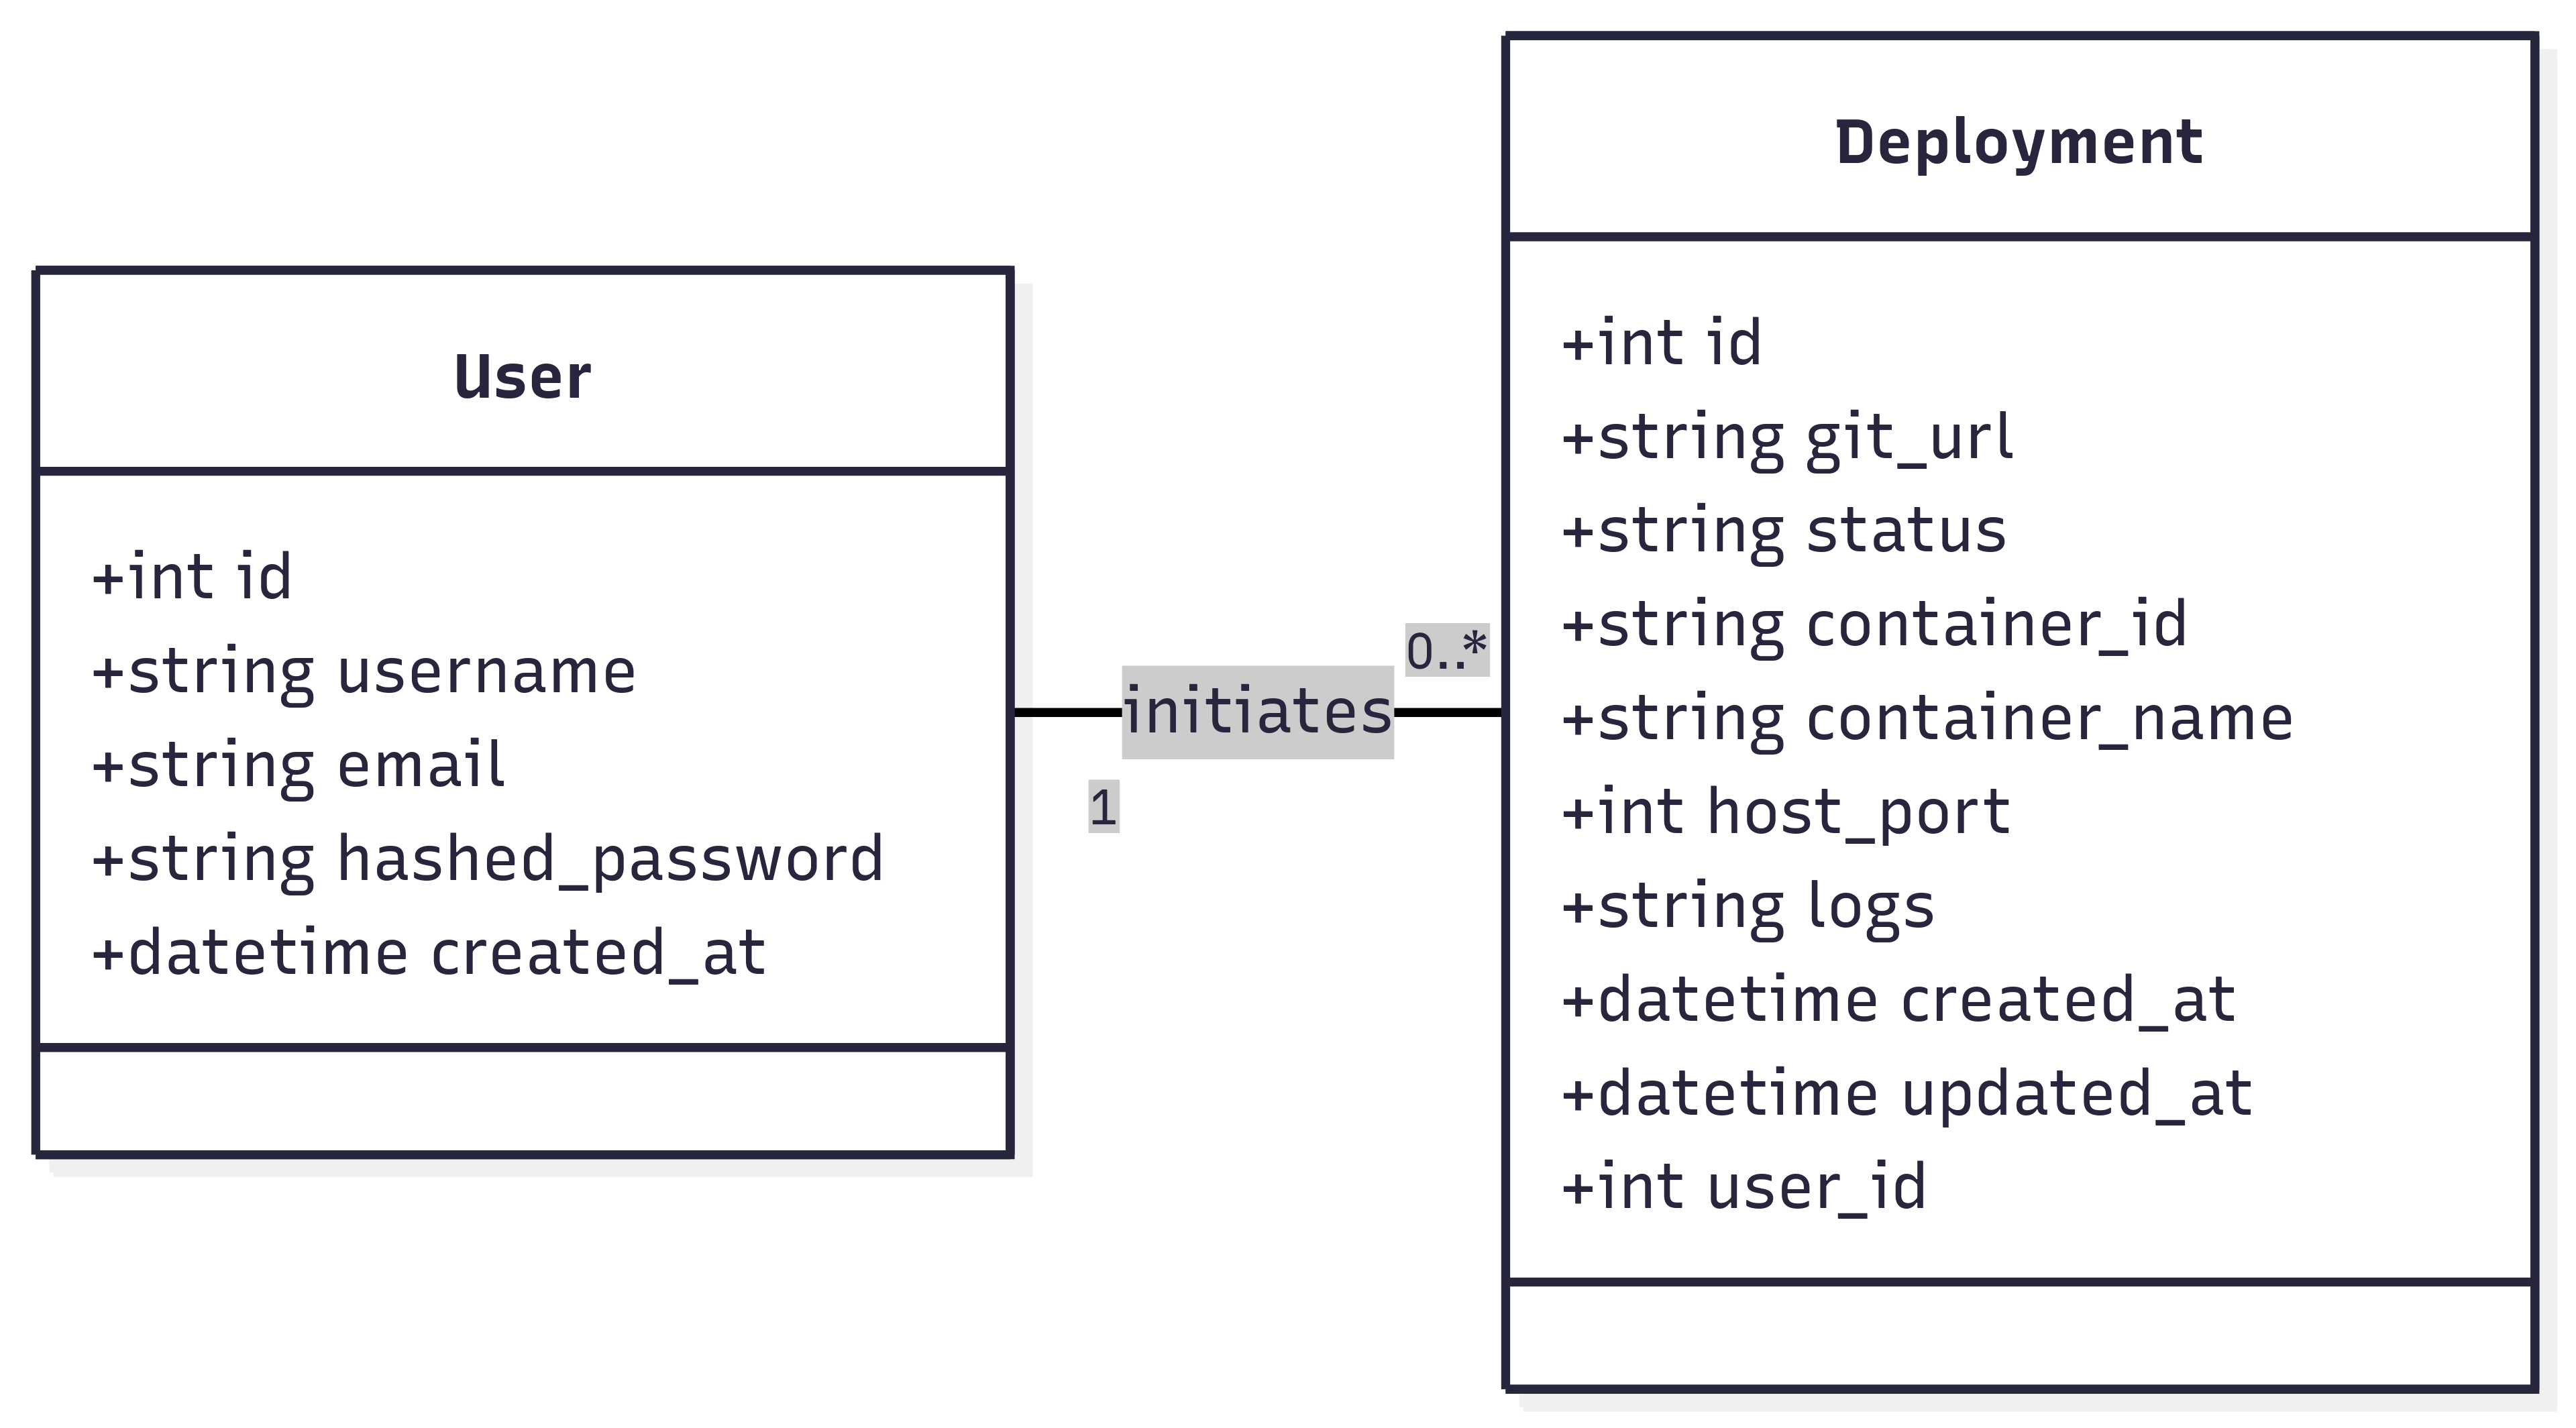 User
+int id
+string username
+string email
+string hashed_password
+datetime created_at
initiates
1
0..*
Deployment
+int id
+string git_url
+string status
+string container_id
+string container_name
+int host_port
+string logs
+datetime created_at
+datetime updated_at
+int user_id